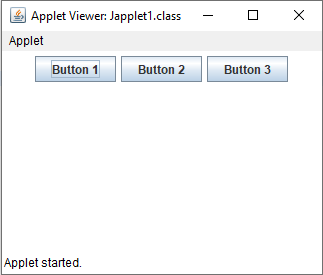 Applet Viewer: Japplet1.class
Applet
Button 1 Button 2 Button 3
Applet started.